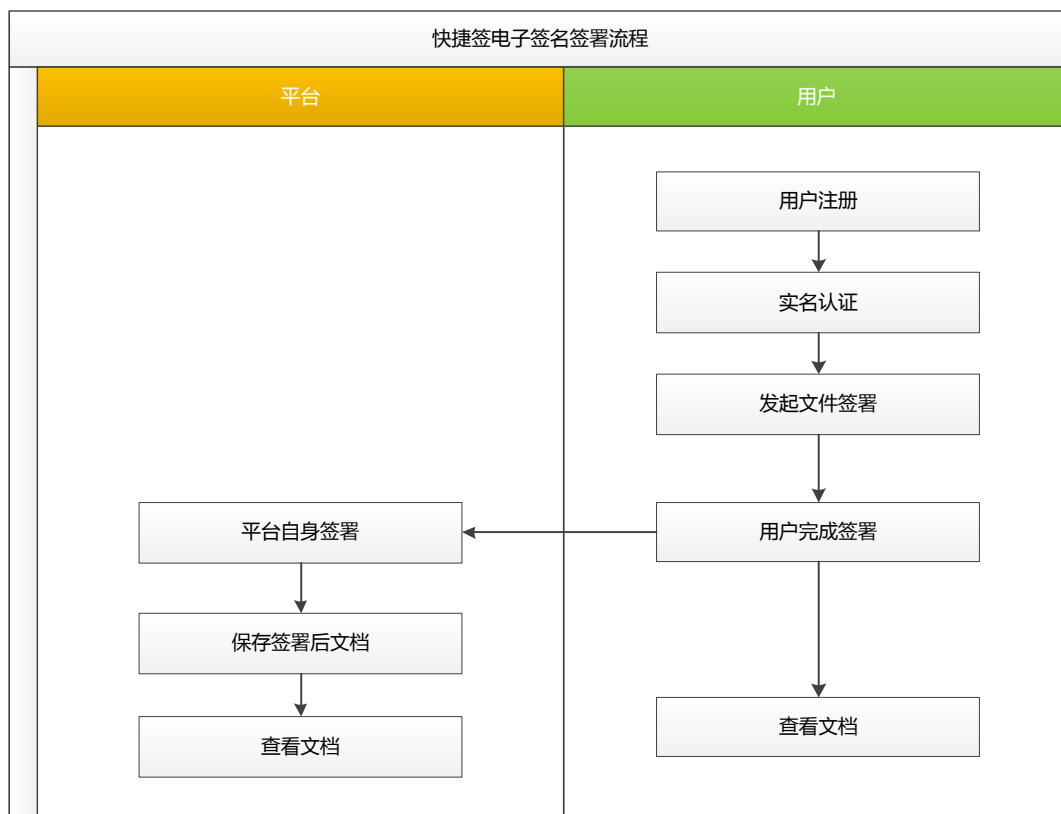 快捷签电子签名签署流程
平台
用户
用户注册
实名认证
发起文件签署
平台自身签署
用户完成签署
保存签署后文档
查看文档
查看文档